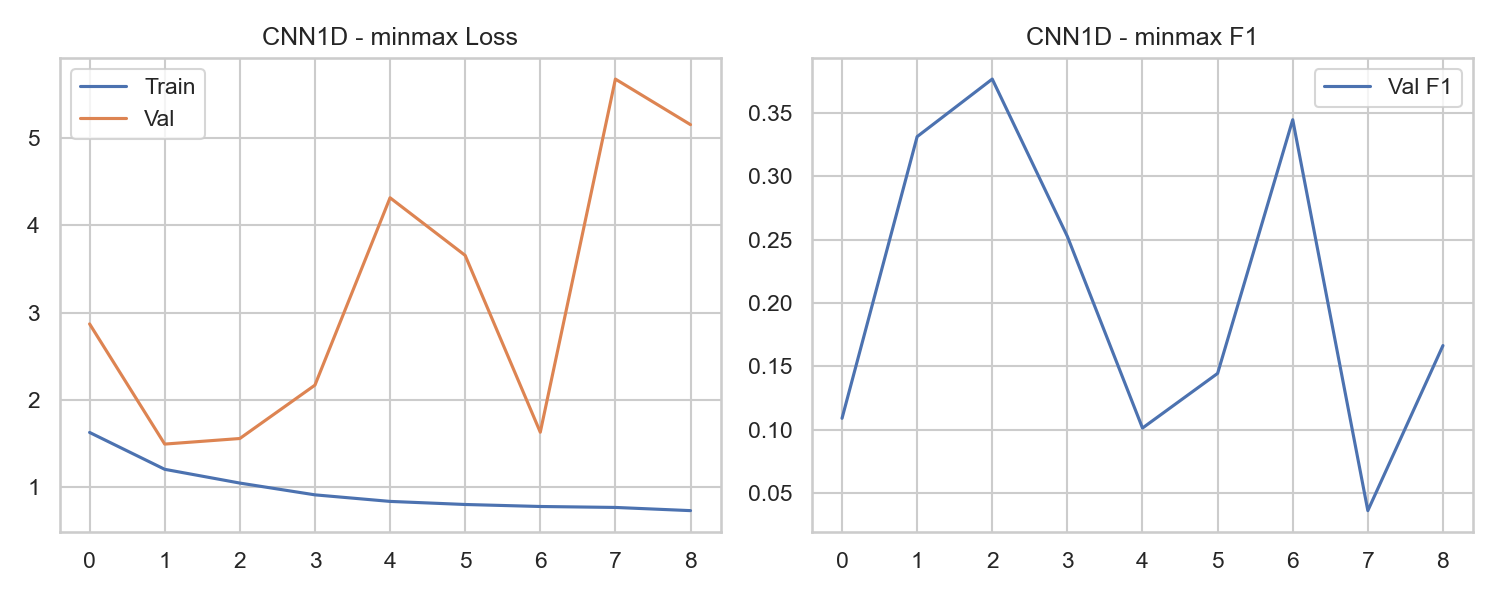 CNN1D - minmax Loss
Train
Val
5
4
3
2
1
0 1 2 3 4 5 6 7 8
CNN1D - minmax F1
Val F1
0.35
0.30
0.25
0.20
0.15
0.10
0.05
0 1 2 3 4 5 6 7 8